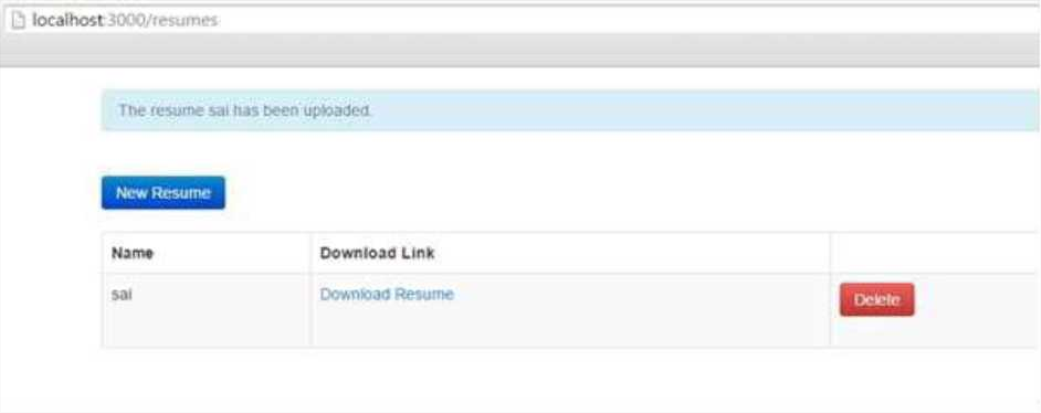 localhost:3000/resumes
The resume sai has been uploaded.
New Resume
Name Download Link
sai Download Resume Delete